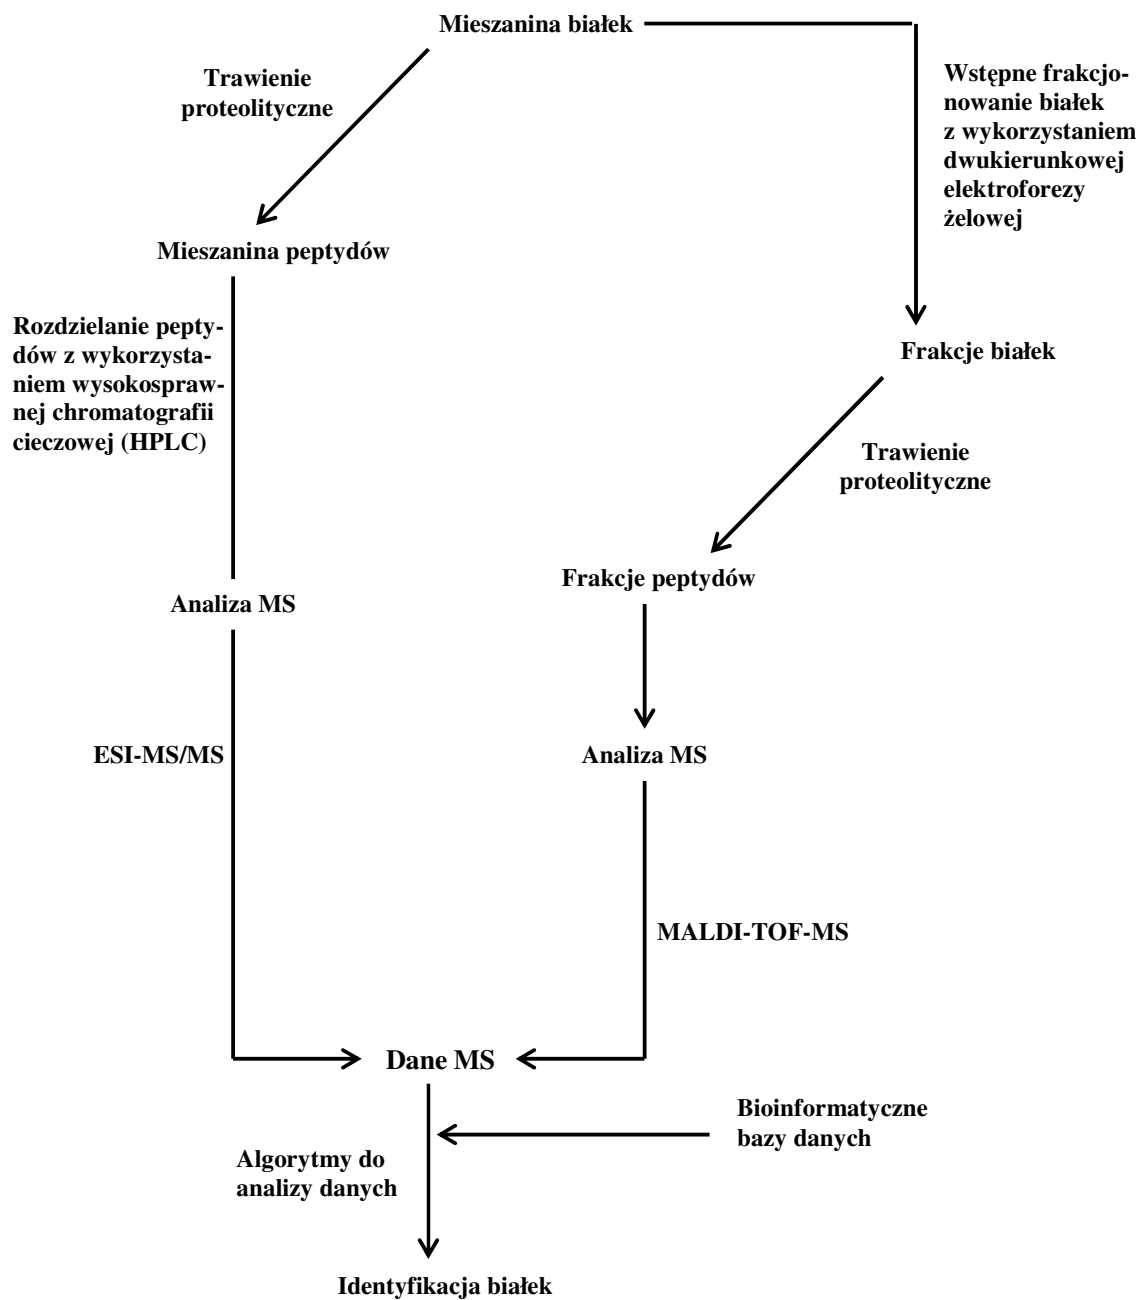 Mieszanina białek
Trawienie
proteolityczne
Wstępne frakcjo-
nowanie białek
z wykorzystaniem
dwukierunkowej
elektroforezy
żelowej
Mieszanina peptydów
Rozdzielanie pepty-
dów z wykorzysta-
niem wysokospraw-
nej chromatografii
cieczowej (HPLC)
Frakcje białek
Trawienie
proteolityczne
Frakcje peptydów
Analiza MS
ESI-MS/MS
Analiza MS
MALDI-TOF-MS
Dane MS
Bioinformatyczne
bazy danych
Algorytmy do
analizy danych
Identyfikacja białek